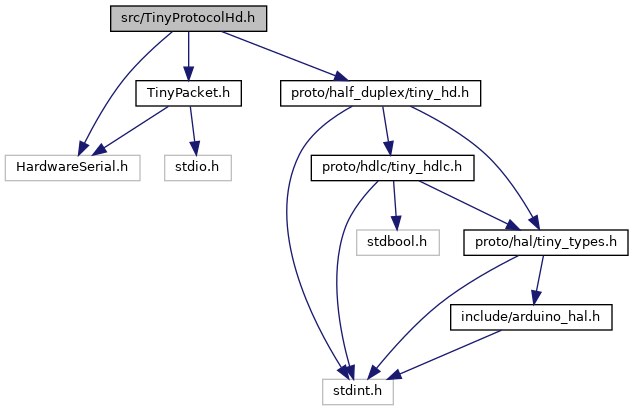 src/TinyProtocolHd.h
TinyPacket.h
proto/half_duplex/tiny_hd.h
HardwareSerial.h
stdio.h
proto/hdlc/tiny_hdlc.h
stdbool.h
proto/hal/tiny_types.h
include/arduino_hal.h
stdint.h